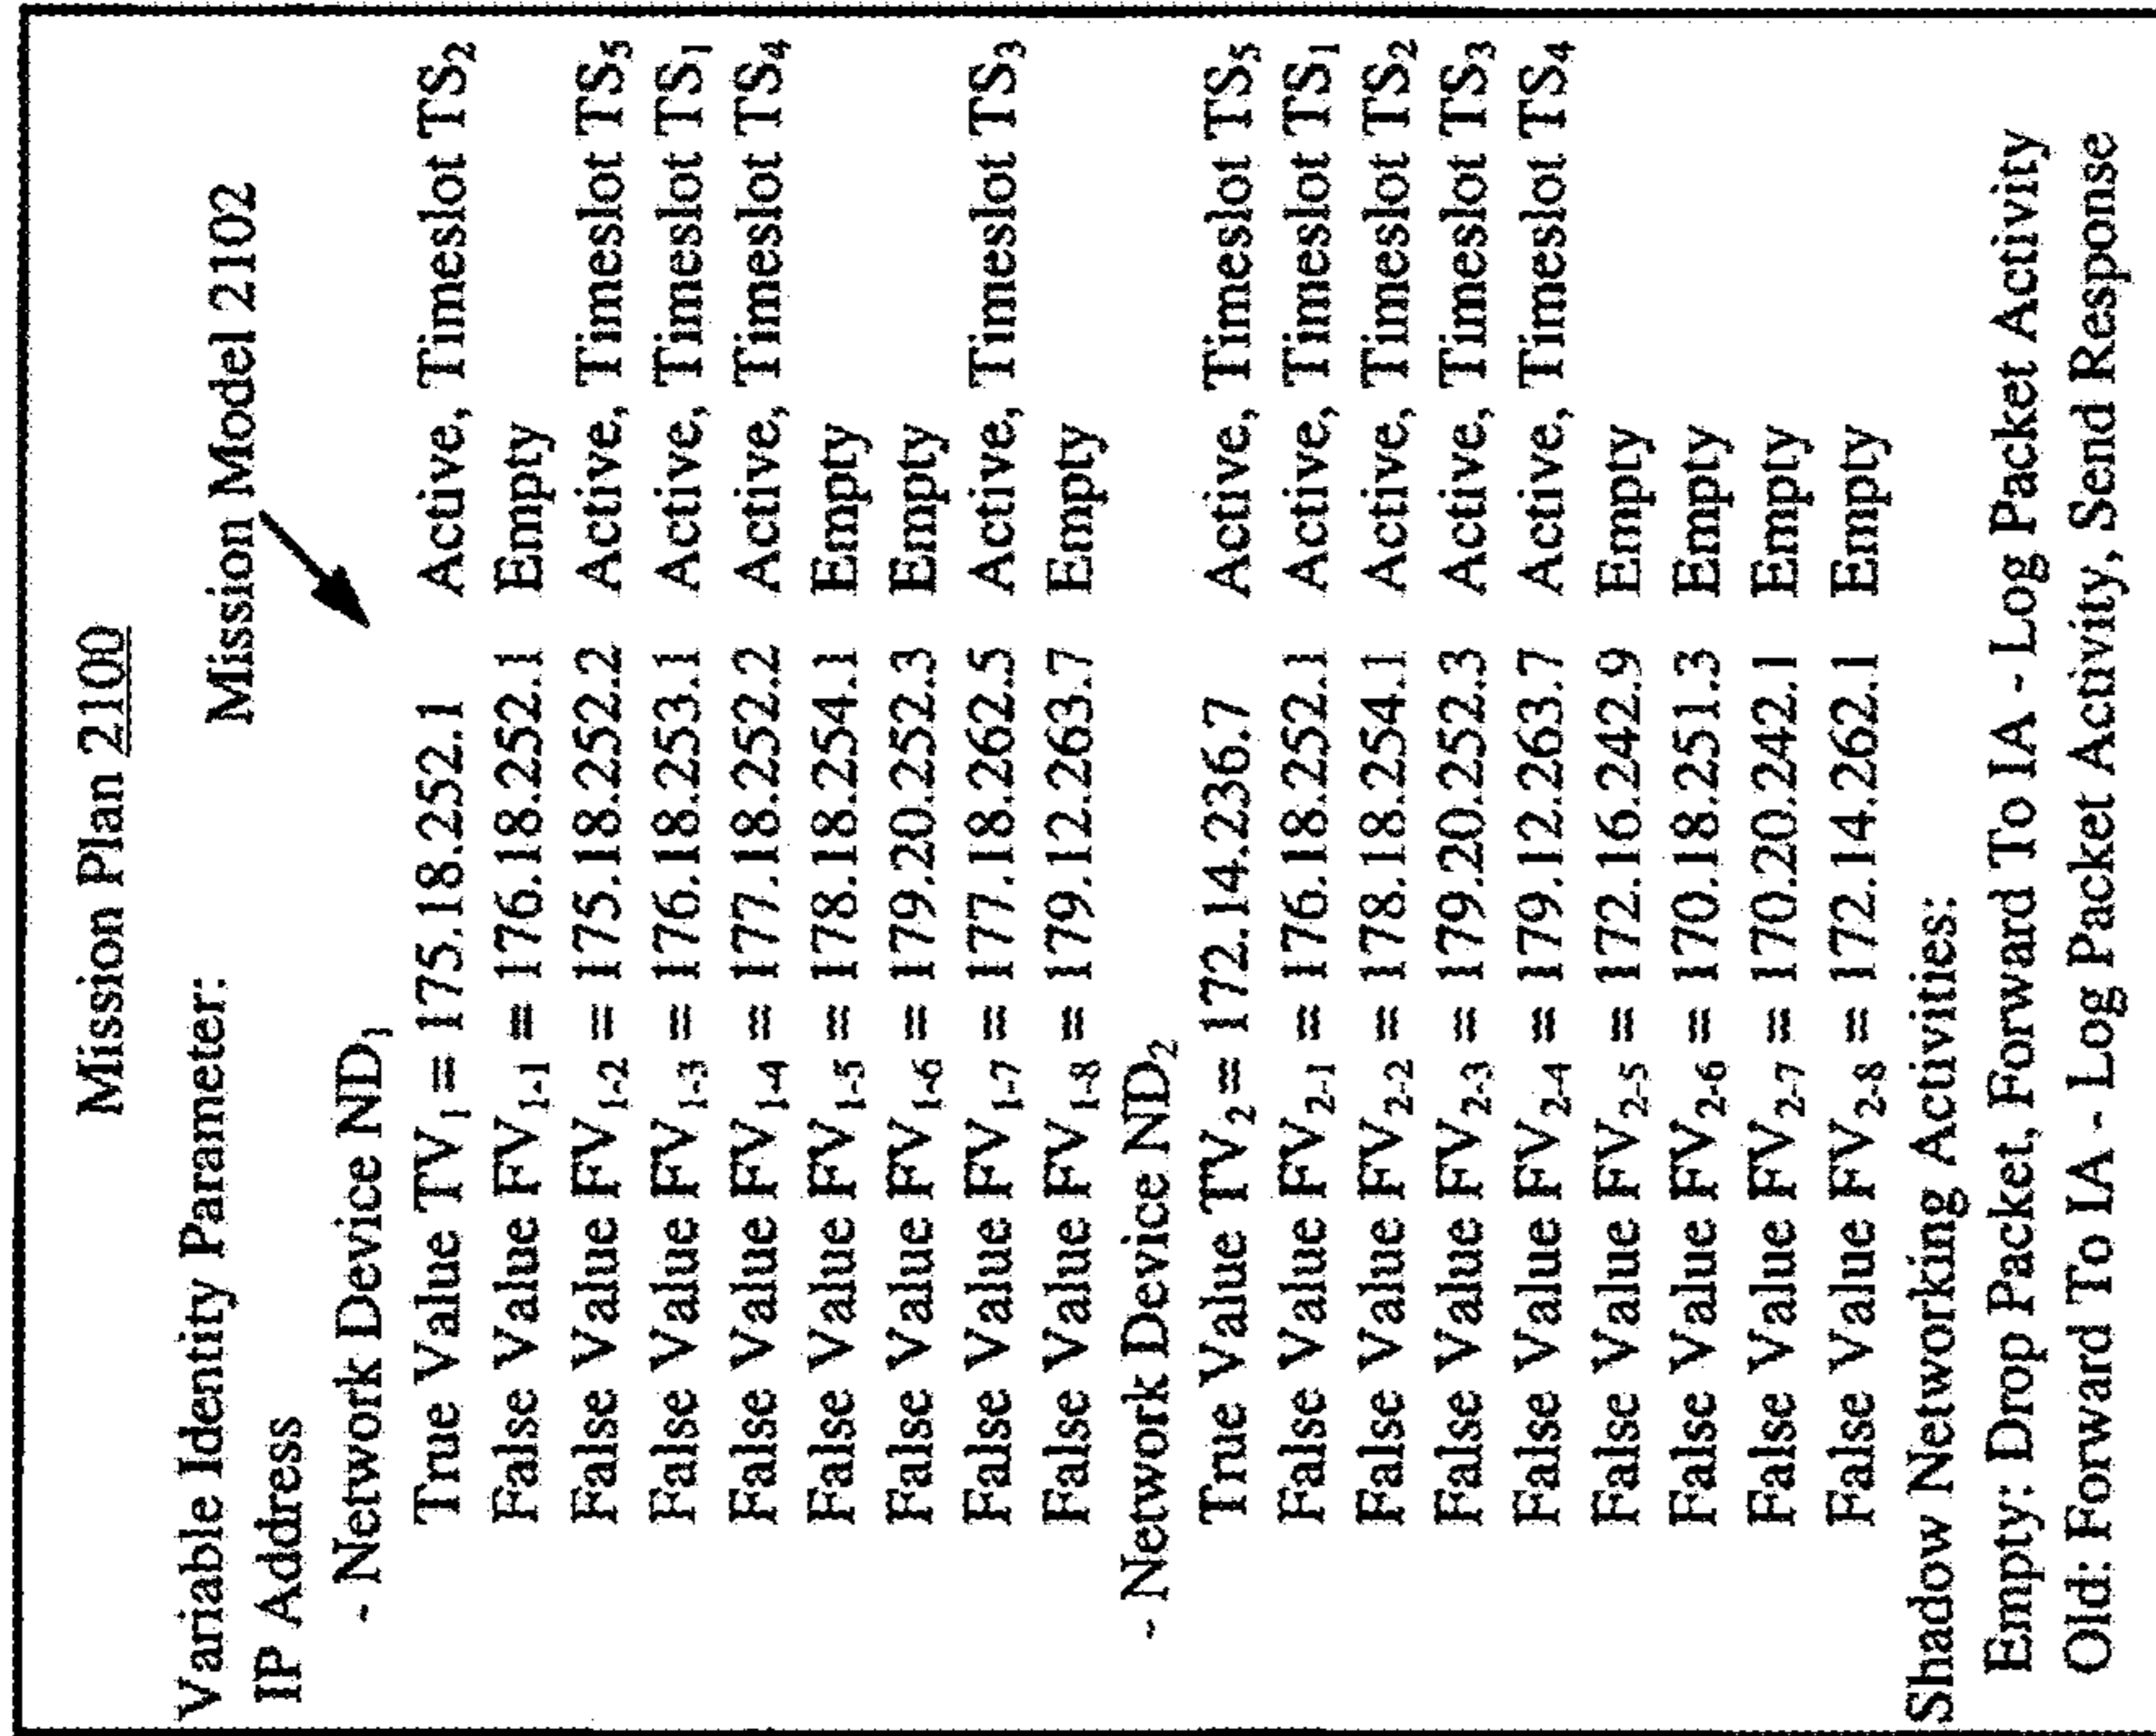 Mission Plan 2100
Mission Model 2102
Variable Identity Parameter:
IP Address
- Network Device ND₁
True Value TV₁ = 175.18.252.1 Active, Timeslot TS₂
False Value FV₁₋₁ = 176.18.252.1 Empty
False Value FV₁₋₂ = 175.18.252.2 Active, Timeslot TS₅
False Value FV₁₋₃ = 176.18.253.1 Active, Timeslot TS₁
False Value FV₁₋₄ = 177.18.252.2 Active, Timeslot TS₄
False Value FV₁₋₅ = 178.18.254.1 Empty
False Value FV₁₋₆ = 179.20.252.3 Empty
False Value FV₁₋₇ = 177.18.262.5 Active, Timeslot TS₃
False Value FV₁₋₈ = 179.12.263.7 Empty
- Network Device ND₂
True Value TV₂ = 172.14.236.7 Active, Timeslot TS₅
False Value FV₂₋₁ = 176.18.252.1 Active, Timeslot TS₁
False Value FV₂₋₂ = 178.18.254.1 Active, Timeslot TS₂
False Value FV₂₋₃ = 179.20.252.3 Active, Timeslot TS₃
False Value FV₂₋₄ = 179.12.263.7 Active, Timeslot TS₄
False Value FV₂₋₅ = 172.16.242.9 Empty
False Value FV₂₋₆ = 170.18.251.3 Empty
False Value FV₂₋₇ = 170.20.242.1 Empty
False Value FV₂₋₈ = 172.14.262.1 Empty
Shadow Networking Activities:
Empty: Drop Packet, Forward To IA - Log Packet Activity
Old: Forward To IA - Log Packet Activity, Send Response